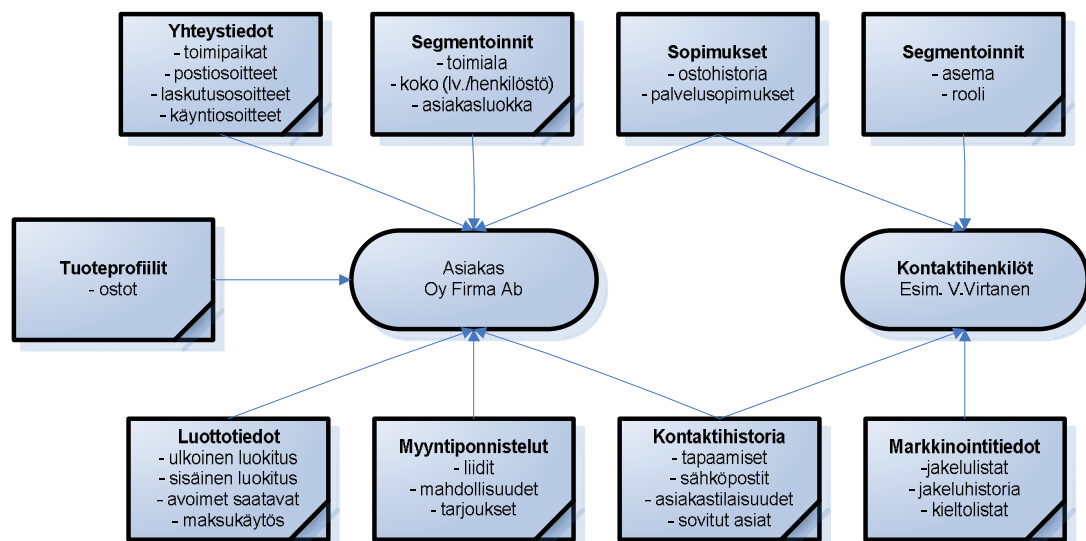 Yhteystiedot
- toimipaikat
- postiosoitteet
- laskutusosoitteet
- käyntiosoitteet
Segmentoinnit
- toimiala
- koko (lv./henkilöstö)
- asiakasluokka
Sopimukset
- ostohistoria
- palvelusopimukset
Segmentoinnit
- asema
- rooli
Tuoteprofiilit
- ostot
Asiakas
Oy Firma Ab
Kontaktihenkilöt
Esim. V.Virtanen
Luottotiedot
- ulkoinen luokitus
- sisäinen luokitus
- avoimet saatavat
- maksukäytös
Myyntiponnistelut
- liidit
- mahdollisuudet
- tarjoukset
Kontaktihistoria
- tapaamiset
- sähköpostit
- asiakastilaisuudet
- sovitut asiat
Markkinointitiedot
-jakelulistat
- jakeluhistoria
- kieltolistat